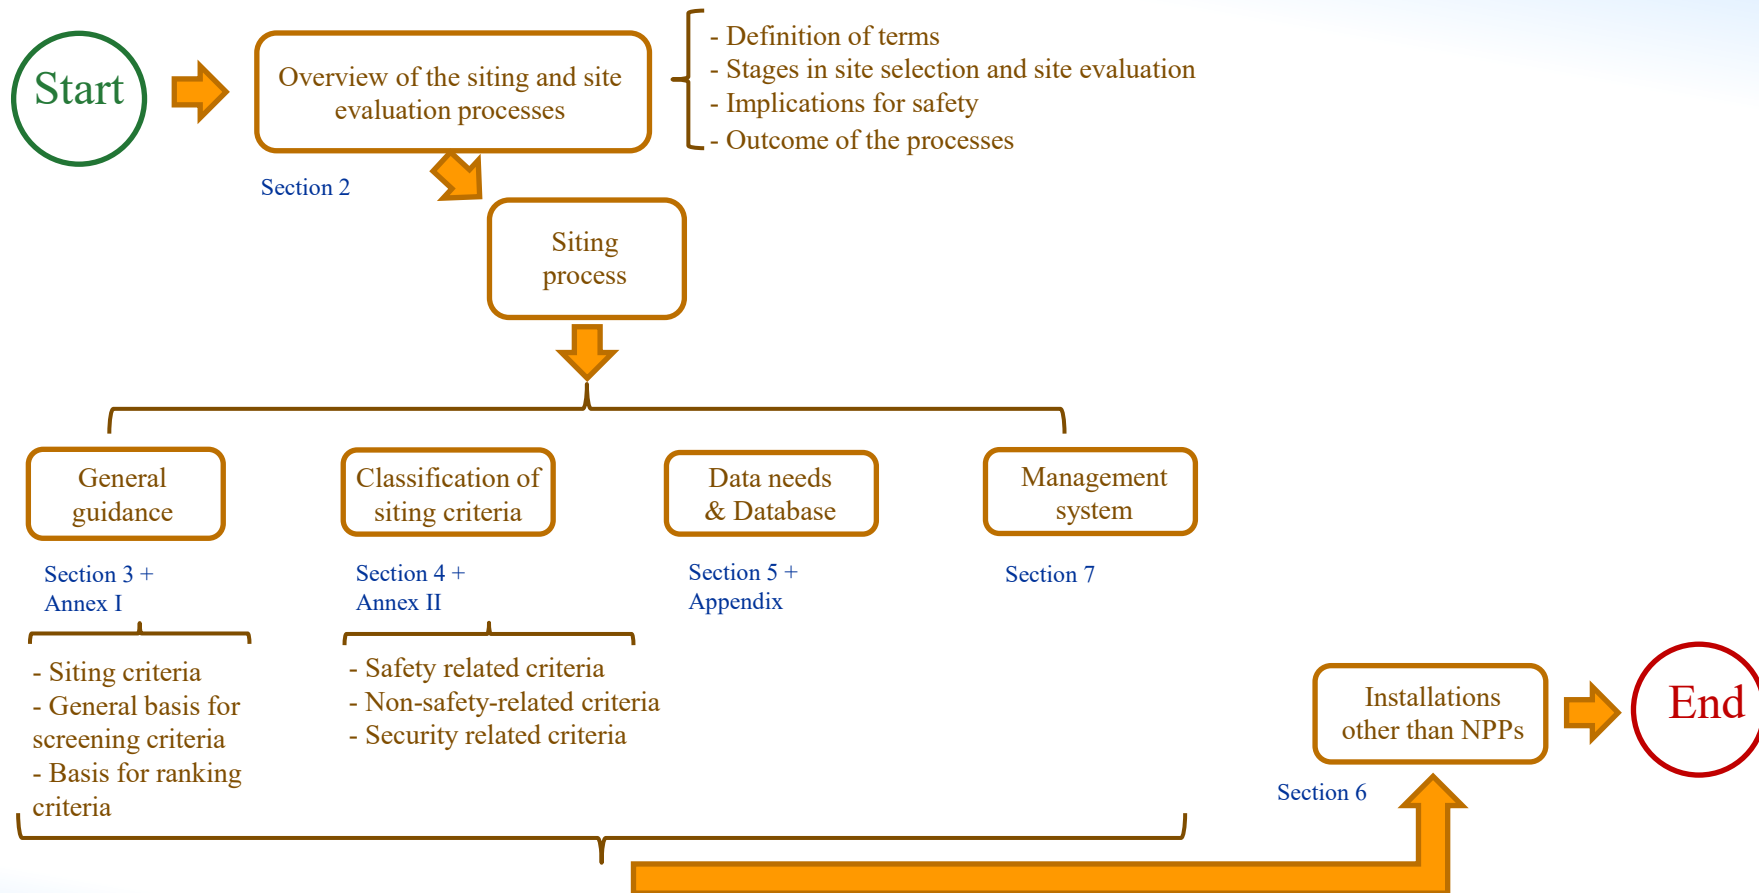 Start
Overview of the siting and site
evaluation processes
- Definition of terms
- Stages in site selection and site evaluation
- Implications for safety
- Outcome of the processes
Section 2
Siting
process
General
guidance
Classification of
siting criteria
Data needs
& Database
Management
system
Section 3 +
Annex I
Section 4 +
Annex II
Section 5 +
Appendix
Section 7
- Siting criteria
- General basis for
screening criteria
- Basis for ranking
criteria
- Safety related criteria
- Non-safety-related criteria
- Security related criteria
Installations
other than NPPs
Section 6
End